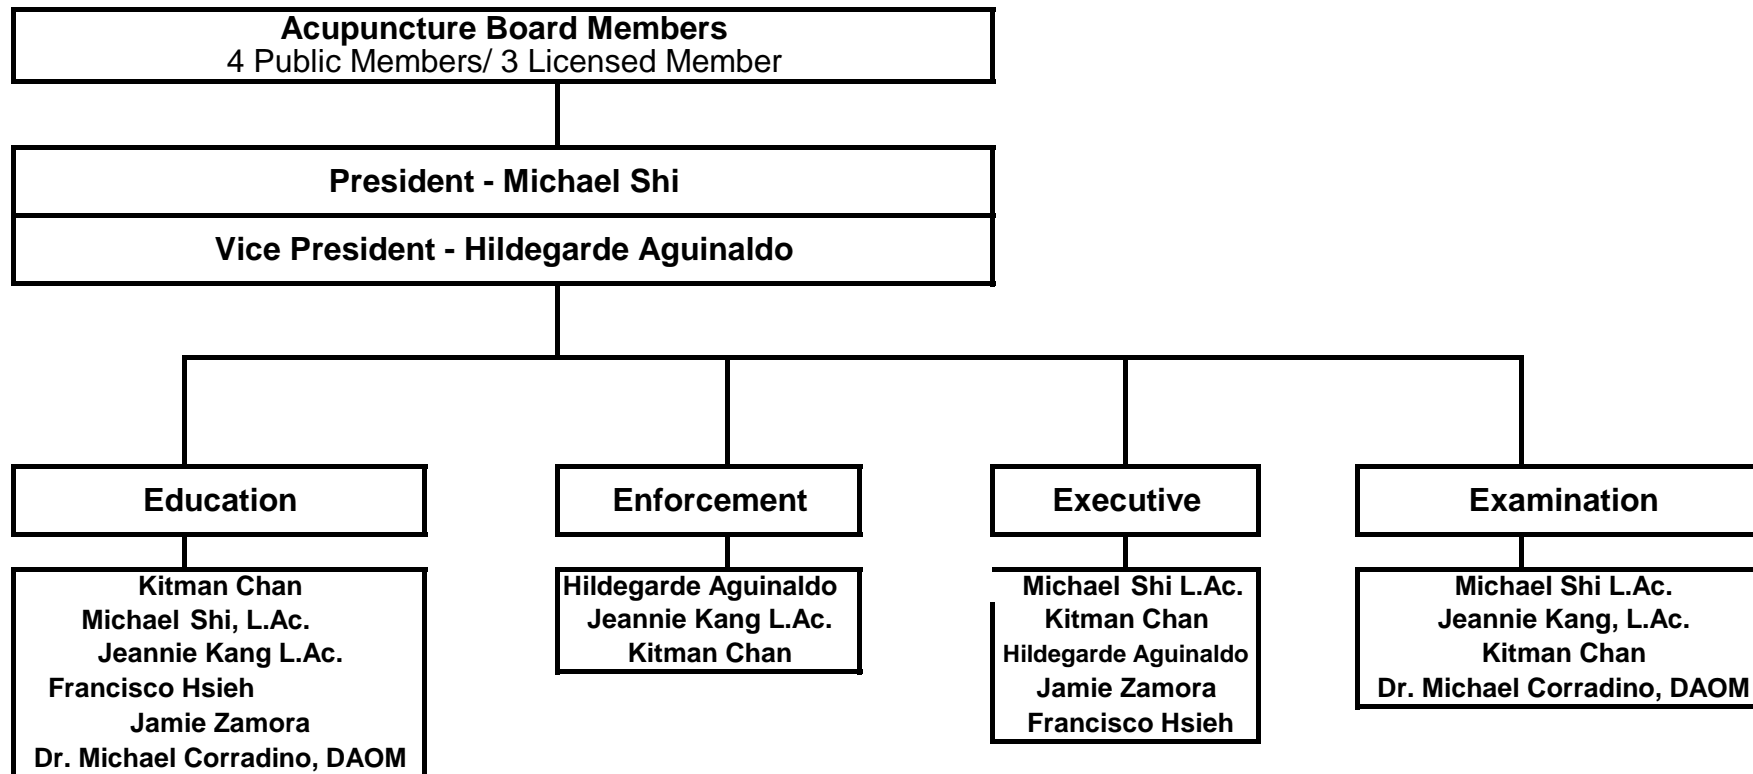 Acupuncture Board Members
4 Public Members/ 3 Licensed Member
President - Michael Shi
Vice President - Hildegarde Aguinaldo
Education
Kitman Chan
Michael Shi, L.Ac.
Jeannie Kang L.Ac.
Francisco Hsieh
Jamie Zamora
Dr. Michael Corradino, DAOM
Enforcement
Hildegarde Aguinaldo
Jeannie Kang L.Ac.
Kitman Chan
Executive
Michael Shi L.Ac.
Kitman Chan
Hildegarde Aguinaldo
Jamie Zamora
Francisco Hsieh
Examination
Michael Shi L.Ac.
Jeannie Kang, L.Ac.
Kitman Chan
Dr. Michael Corradino, DAOM